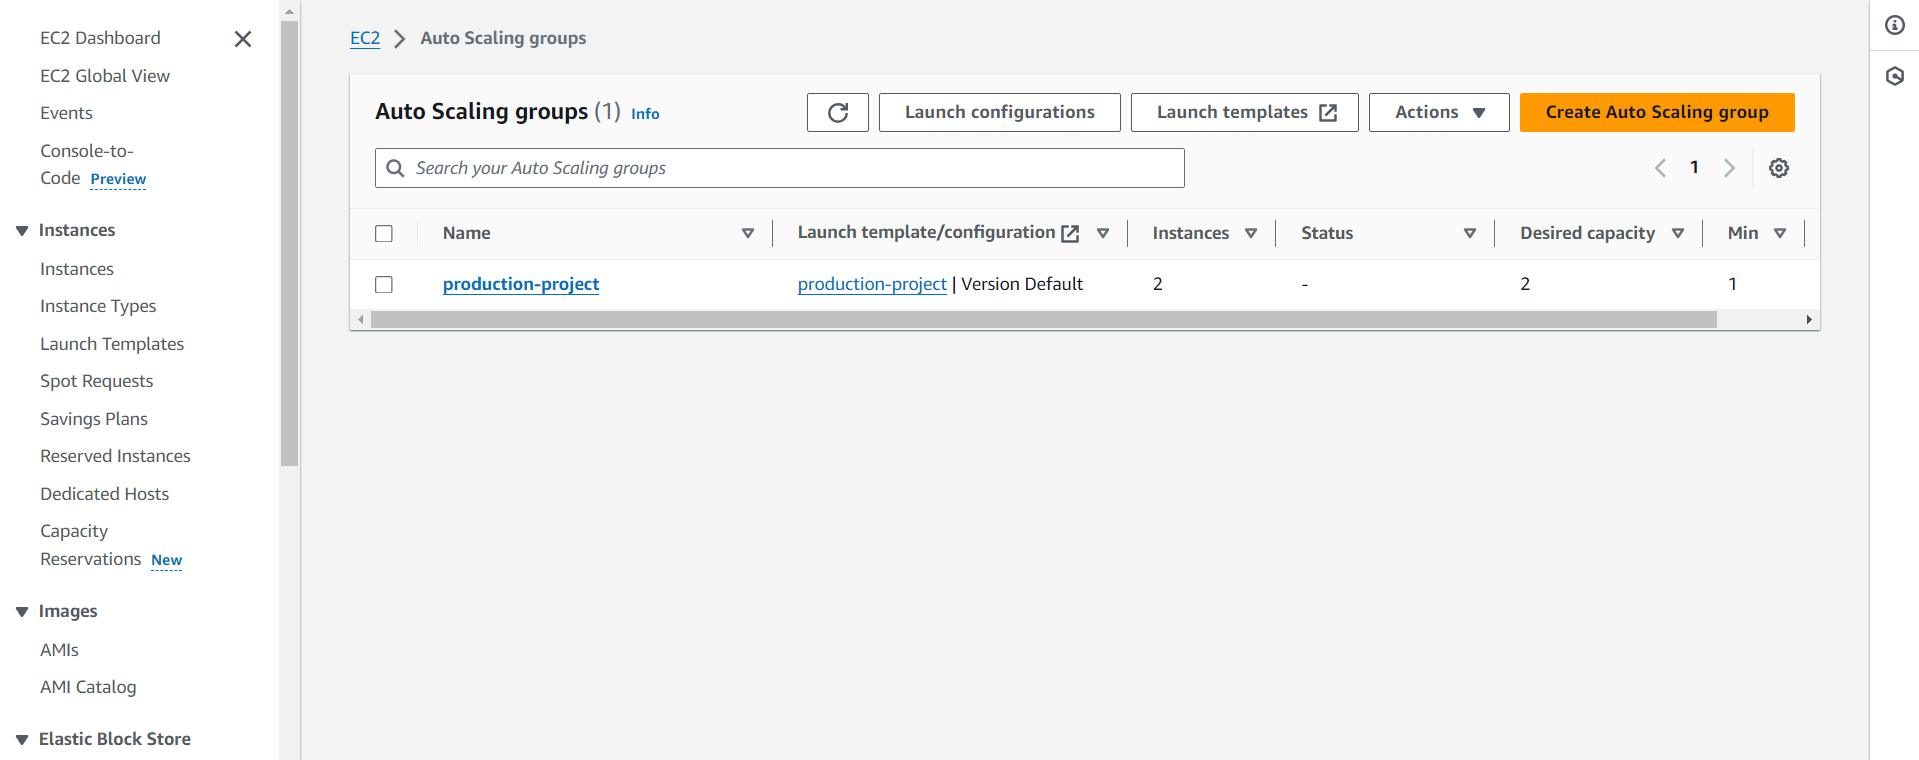 EC2 Dashboard
EC2 Global View
Events
Console-to-
Code Preview
Instances
Instances
Instance Types
Launch Templates
Spot Requests
Savings Plans
Reserved Instances
Dedicated Hosts
Capacity
Reservations New
Images
AMIs
AMI Catalog
Elastic Block Store
EC2 Auto Scaling groups
Auto Scaling groups (1) Info Launch configurations Launch templates Actions Create Auto Scaling group
Search your Auto Scaling groups 1
Name Launch template/configuration Instances Status Desired capacity Min
production-project production-project | Version Default 2 - 2 1